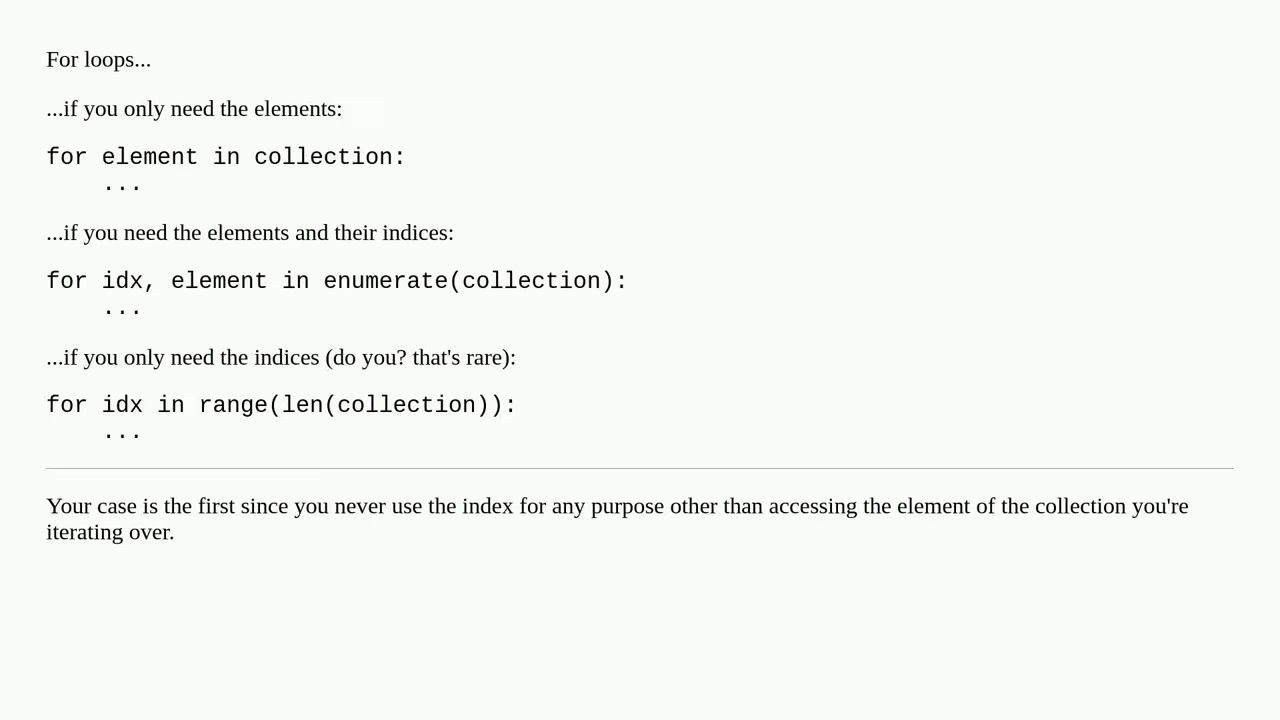 For loops...
...if you only need the elements:
for element in collection:
    ...
...if you need the elements and their indices:
for idx, element in enumerate(collection):
    ...
...if you only need the indices (do you? that's rare):
for idx in range(len(collection)):
    ...
Your case is the first since you never use the index for any purpose other than accessing the element of the collection you're
iterating over.